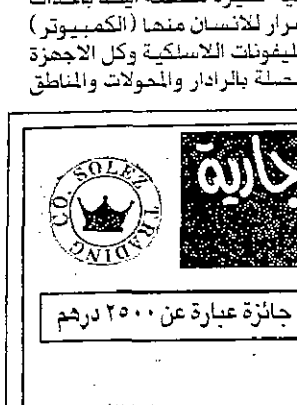 ضرار للانسان منها (الكمبيوتر)
ليفونات اللاسلكية وكل الاجهزة
تصلة بالرادار والمحولات والمناطق
جارية
SOLEZ TRADING CO.
جائزة عبارة عن ٢٥٠٠ درهم